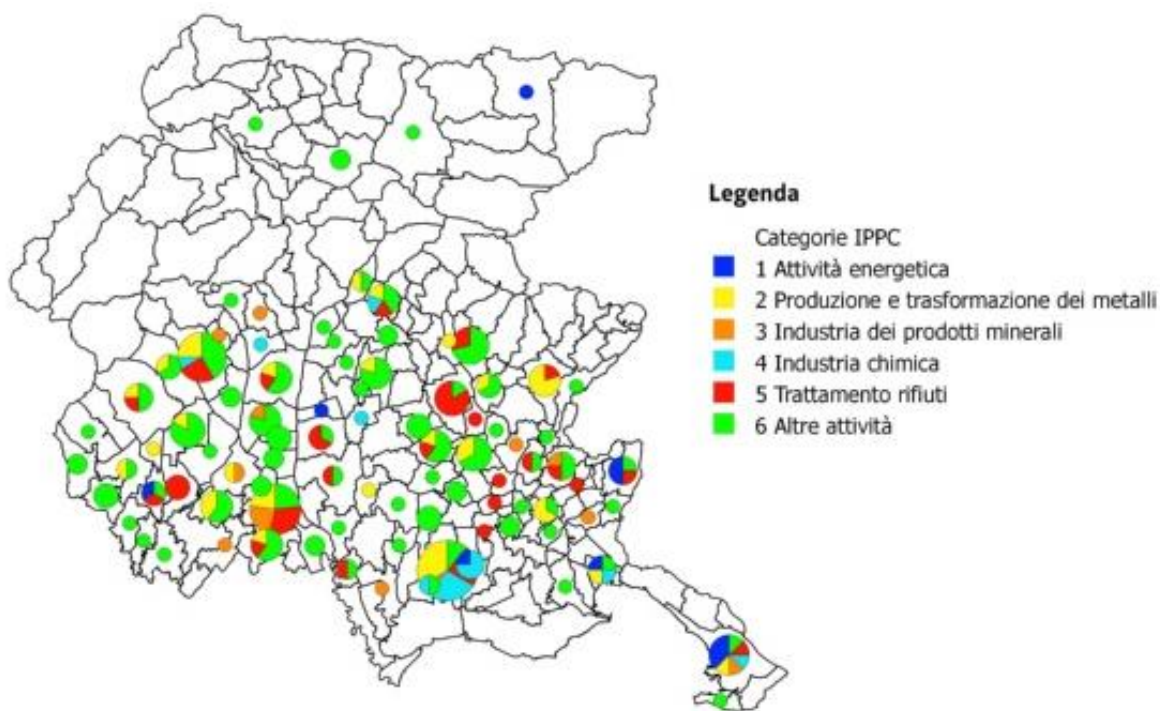 Legenda
Categorie IPPC
1 Attività energetica
2 Produzione e trasformazione dei metalli
3 Industria dei prodotti minerali
4 Industria chimica
5 Trattamento rifiuti
6 Altre attività